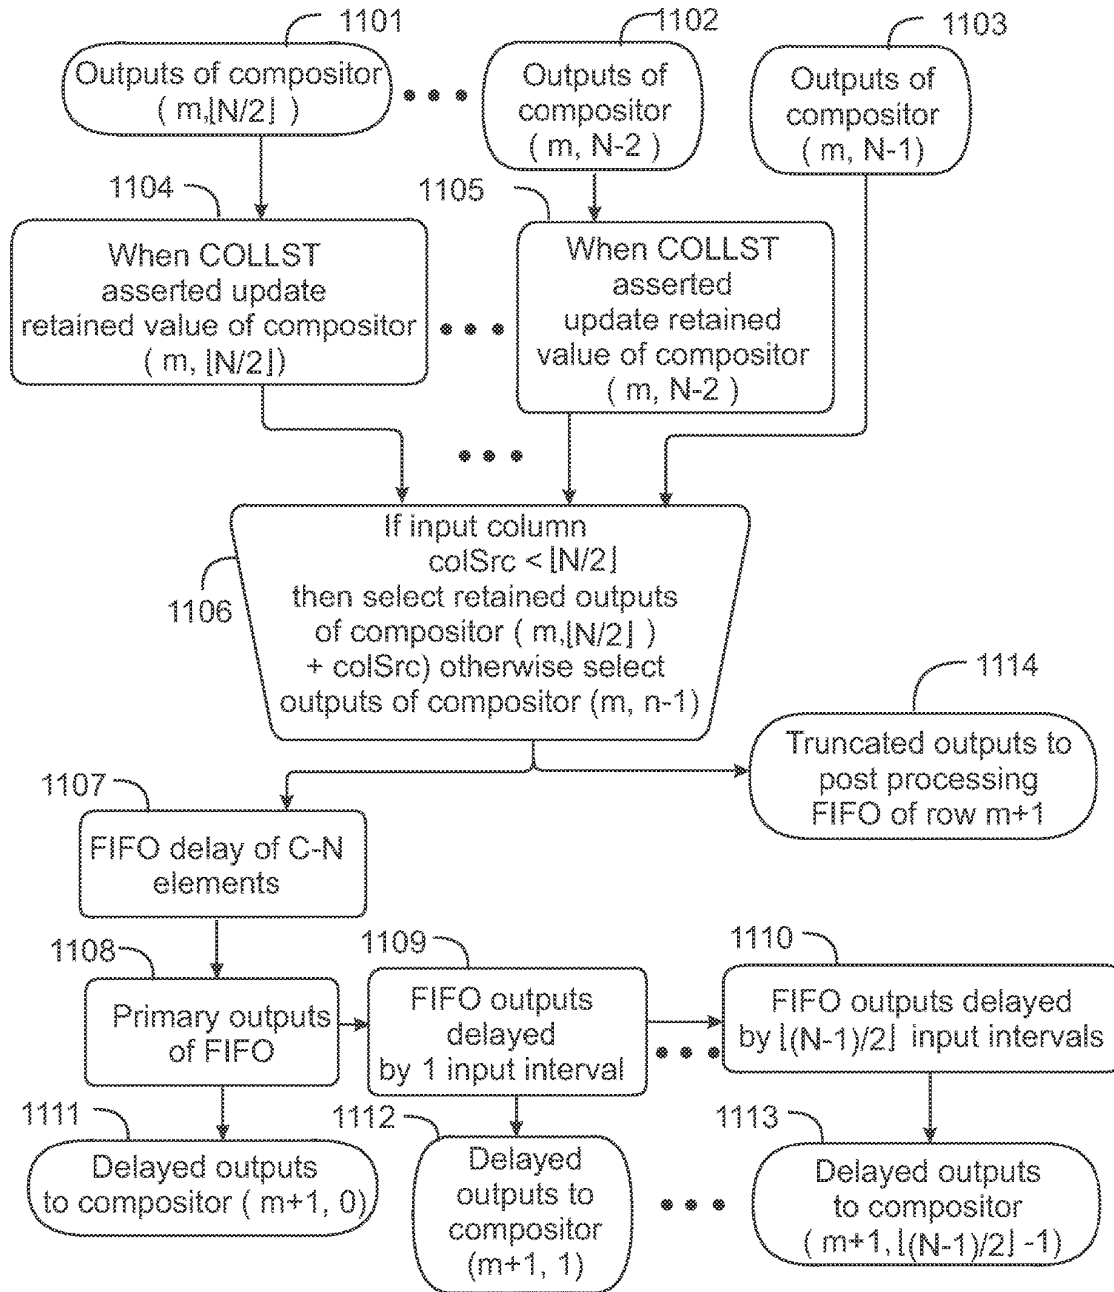 1101
Outputs of compositor
( m,⌊N/2⌋ )
1102
Outputs of
compositor
( m, N-2 )
1103
Outputs of
compositor
( m, N-1)
1104
When COLLST
asserted update
retained value of compositor
( m, ⌊N/2⌋)
1105
When COLLST
asserted
update retained
value of compositor
( m, N-2 )
1106
If input column
colSrc < ⌊N/2⌋
then select retained outputs
of compositor ( m,⌊N/2⌋ )
+ colSrc) otherwise select
outputs of compositor (m, n-1)
1114
Truncated outputs to
post processing
FIFO of row m+1
1107
FIFO delay of C-N
elements
1108
Primary outputs
of FIFO
1109
FIFO outputs
delayed
by 1 input interval
1110
FIFO outputs delayed
by ⌊(N-1)/2⌋ input intervals
1111
Delayed outputs
to compositor ( m+1, 0)
1112
Delayed
outputs to
compositor
(m+1, 1)
1113
Delayed outputs
to compositor
( m+1, ⌊(N-1)/2⌋ -1)